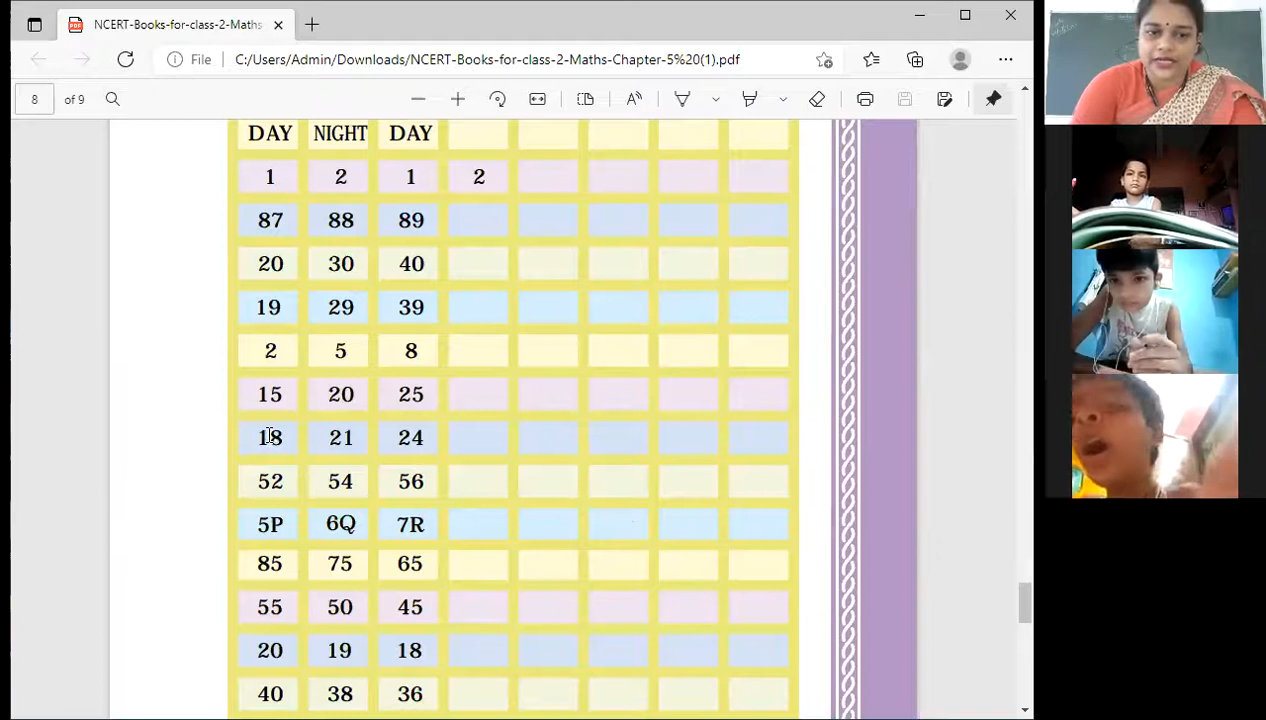 NCERT-Books-for-class-2-Maths
File C:/Users/Admin/Downloads/NCERT-Books-for-class-2-Maths-Chapter-5%20(1).pdf
8 of 9
DAY NIGHT DAY
1 2 1 2
87 88 89
20 30 40
19 29 39
2 5 8
15 20 25
18 21 24
52 54 56
5P 6Q 7R
85 75 65
55 50 45
20 19 18
40 38 36